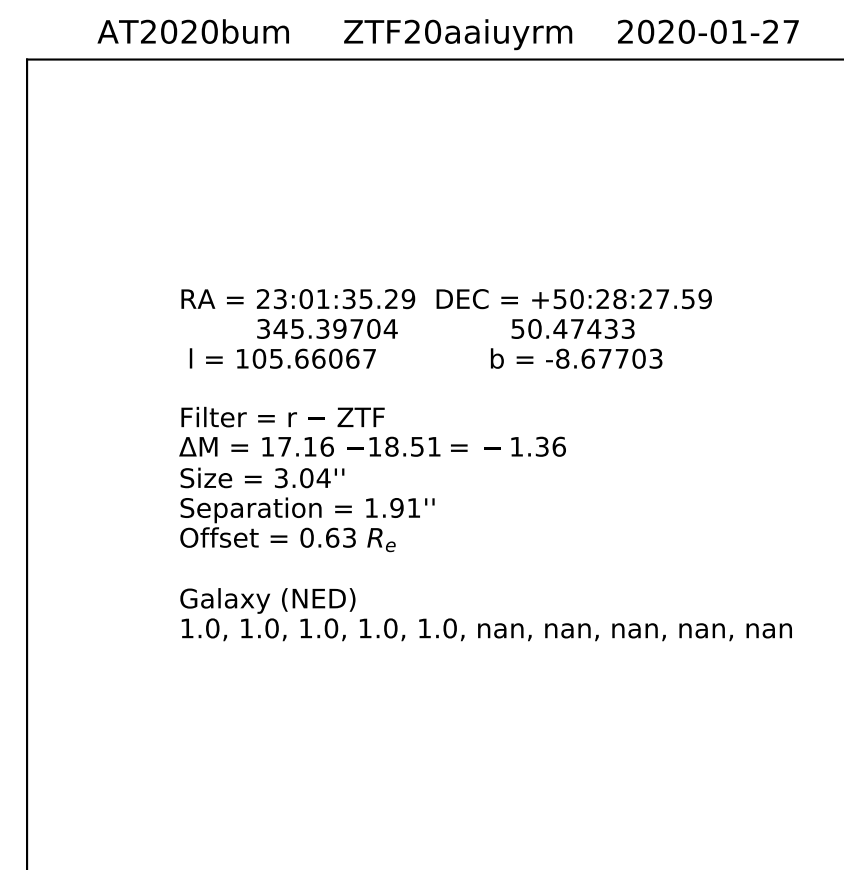 AT2020bum ZTF20aaiuyrm 2020-01-27
RA = 23:01:35.29 DEC = +50:28:27.59
345.39704 50.47433
l = 105.66067 b = -8.67703
Filter = r − ZTF
ΔM = 17.16 −18.51 = −1.36
Size = 3.04''
Separation = 1.91''
Offset = 0.63 Re
Galaxy (NED)
1.0, 1.0, 1.0, 1.0, 1.0, nan, nan, nan, nan, nan